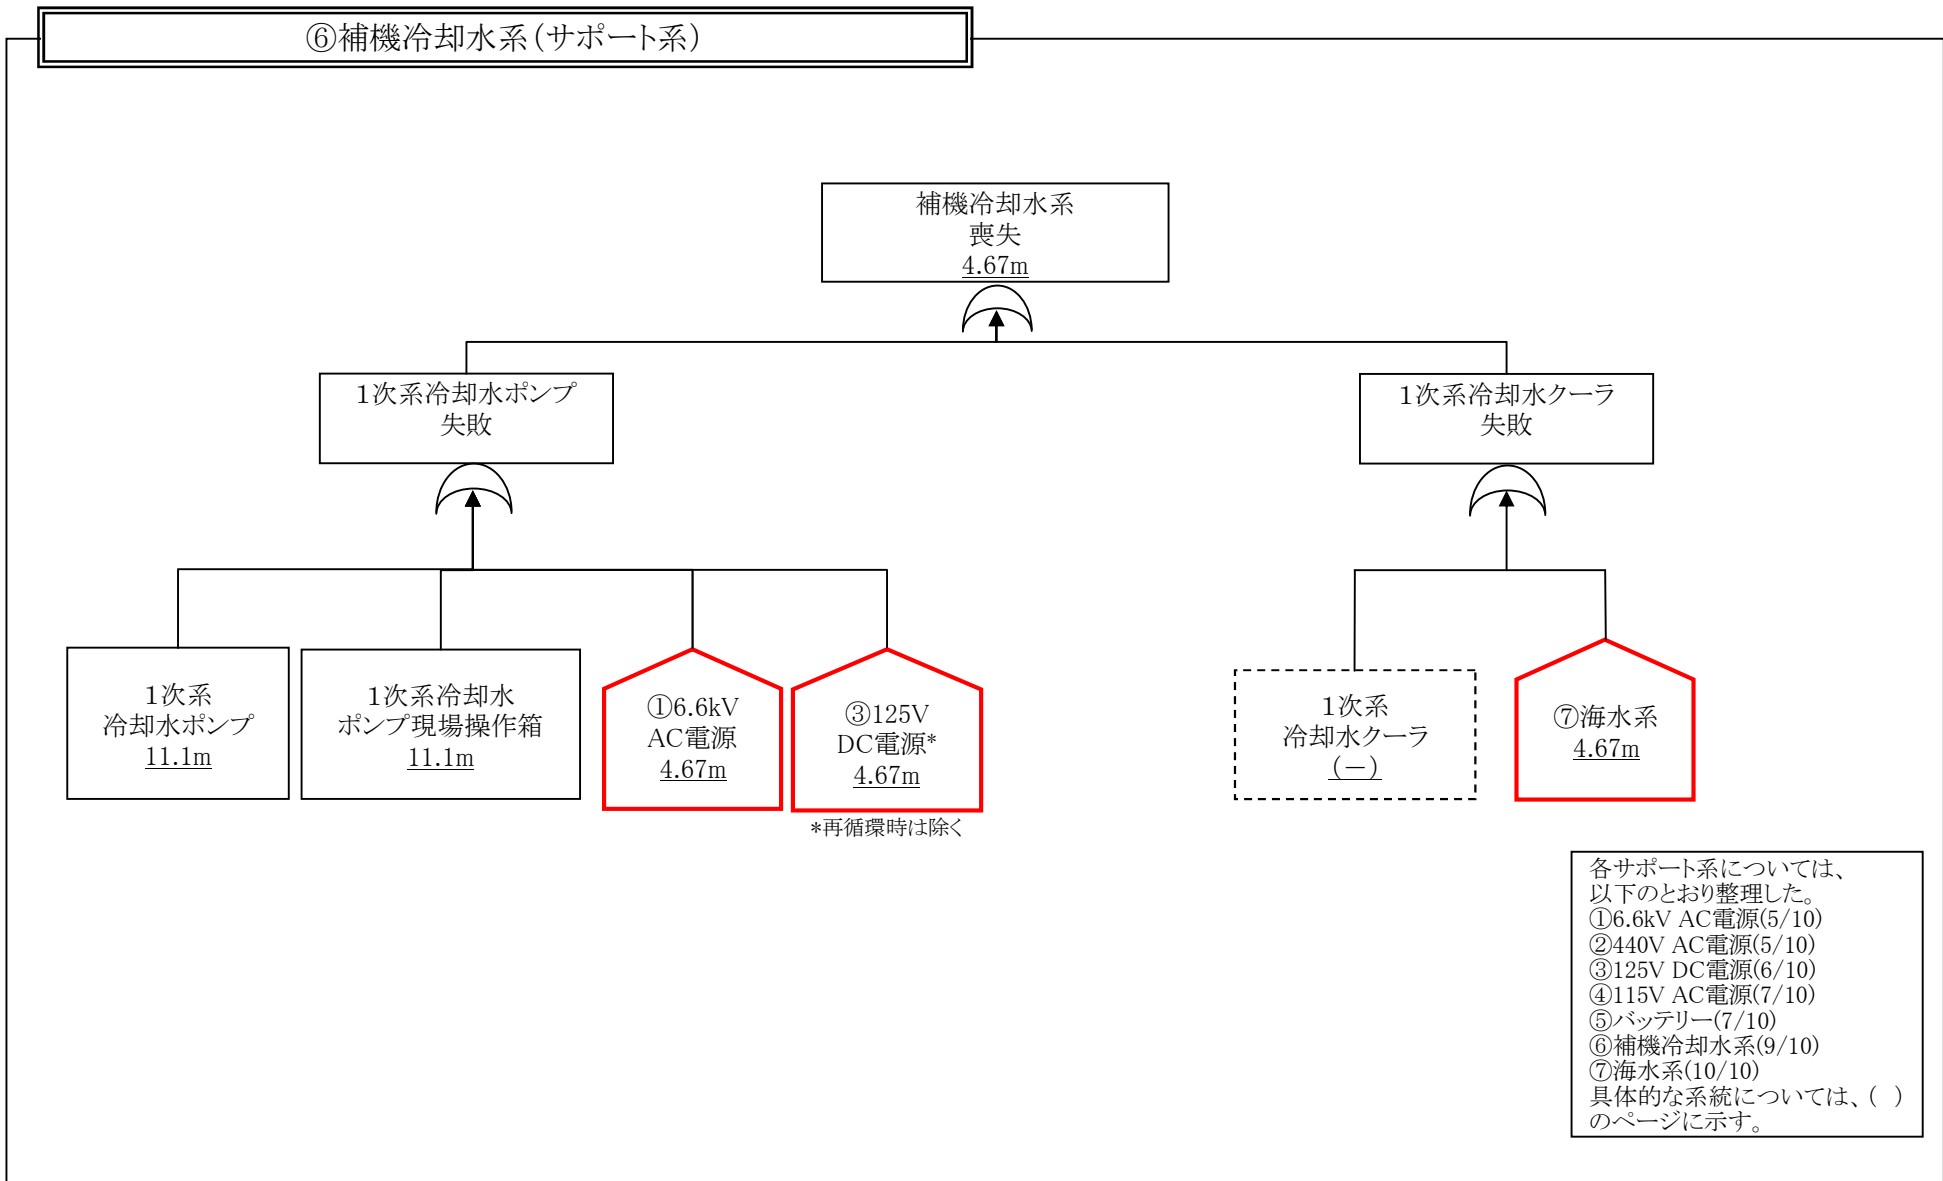 ⑥補機冷却水系(サポート系)
補機冷却水系
喪失
4.67m
1次系冷却水ポンプ
失敗
1次系冷却水クーラ
失敗
1次系
冷却水ポンプ
11.1m
1次系冷却水
ポンプ現場操作箱
11.1m
①6.6kV
AC電源
4.67m
③125V
DC電源*
4.67m
*再循環時は除く
1次系
冷却水クーラ
(-)
⑦海水系
4.67m
各サポート系については、
以下のとおり整理した。
①6.6kV AC電源(5/10)
②440V AC電源(5/10)
③125V DC電源(6/10)
④115V AC電源(7/10)
⑤バッテリー(7/10)
⑥補機冷却水系(9/10)
⑦海水系(10/10)
具体的な系統については、( )
のページに示す。